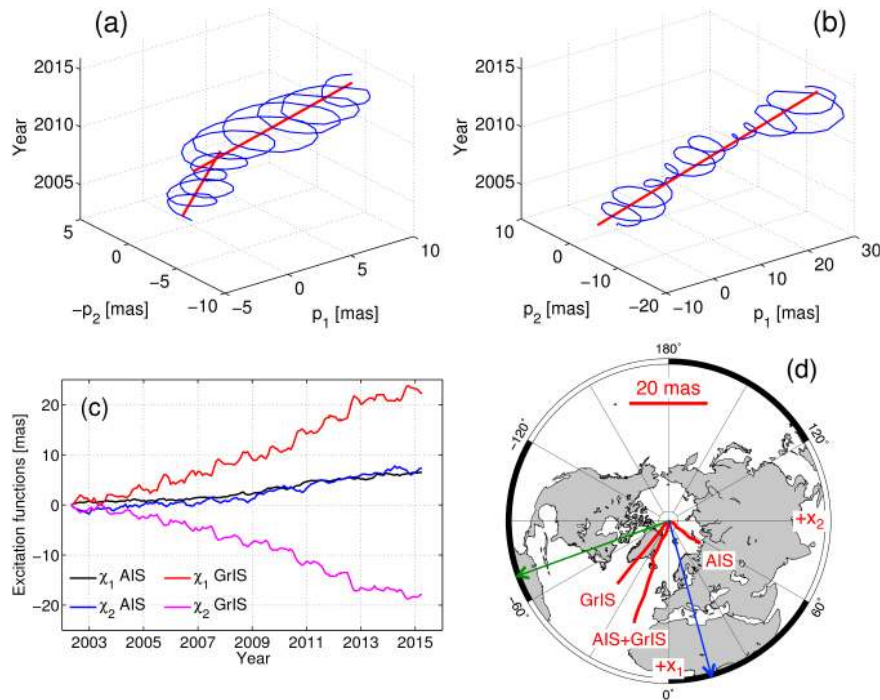 (a)
(b)
2015
2010
2005
Year
5
0
−5
−10
−p2 [mas]
−5
0
5
10
p1 [mas]
2015
2010
2005
Year
10
0
−10
−20
p2 [mas]
−10
0
10
20
30
p1 [mas]
(c)
20
10
0
−10
−20
Excitation functions [mas]
χ1 AIS
χ1 GrIS
χ2 AIS
χ2 GrIS
2003 2005 2007 2009 2011 2013 2015
Year
(d)
180°
20 mas
−120°
120°
+x2
AIS
GrIS
−60°
60°
AIS+GrIS
+x1
0°